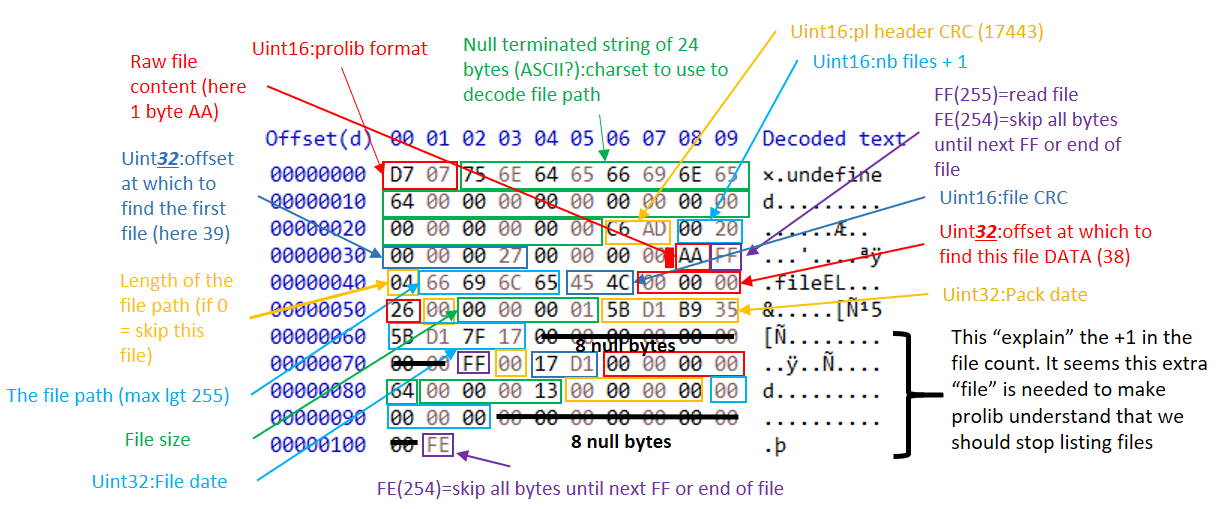 Uint16:pl header CRC (17443)
Uint16:prolib format
Null terminated string of 24
bytes (ASCII?):charset to use to
decode file path
Raw file
content (here
1 byte AA)
Uint16:nb files + 1
FF(255)=read file
FE(254)=skip all bytes
until next FF or end of
file
Offset(d) 00 01 02 03 04 05 06 07 08 09 Decoded text
Uint32:offset
at which to
find the first
file (here 39)
00000000 D7 07 75 6E 64 65 66 69 6E 65 ×.undefine
00000010 64 00 00 00 00 00 00 00 00 00 d.........
00000020 00 00 00 00 00 00 C6 AD 00 20 ......Æ..
00000030 00 00 00 27 00 00 00 00 AA FF ...'....ªÿ
00000040 04 66 69 6C 65 45 4C 00 00 00 .fileEL...
00000050 26 00 00 00 00 01 5B D1 B9 35 &.....[Ñ¹5
00000060 5B D1 7F 17 00 00 00 00 00 00 [Ñ........
8 null bytes
00000070 00 00 FF 00 17 D1 00 00 00 00 ..ÿ..Ñ....
00000080 64 00 00 00 13 00 00 00 00 00 d.........
00000090 00 00 00 00 00 00 00 00 00 00 ..........
8 null bytes
00000100 00 FE .þ
Uint16:file CRC
Uint32:offset at which to
find this file DATA (38)
Uint32:Pack date
Length of the
file path (if 0
= skip this
file)
The file path (max lgt 255)
File size
Uint32:File date
This “explain” the +1 in the
file count. It seems this extra
“file” is needed to make
prolib understand that we
should stop listing files
FE(254)=skip all bytes until next FF or end of file